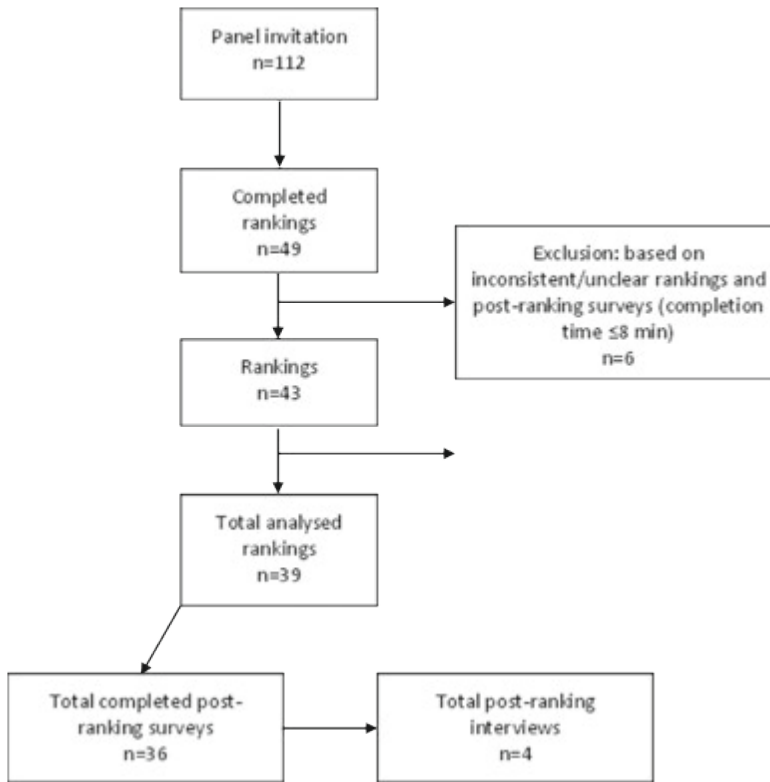 Panel invitation
n=112
Completed
rankings
n=49
Exclusion: based on
inconsistent/unclear rankings and
post-ranking surveys (completion
time ≤8 min)
n=6
Rankings
n=43
Total analysed
rankings
n=39
Total completed post-
ranking surveys
n=36
Total post-ranking
interviews
n=4